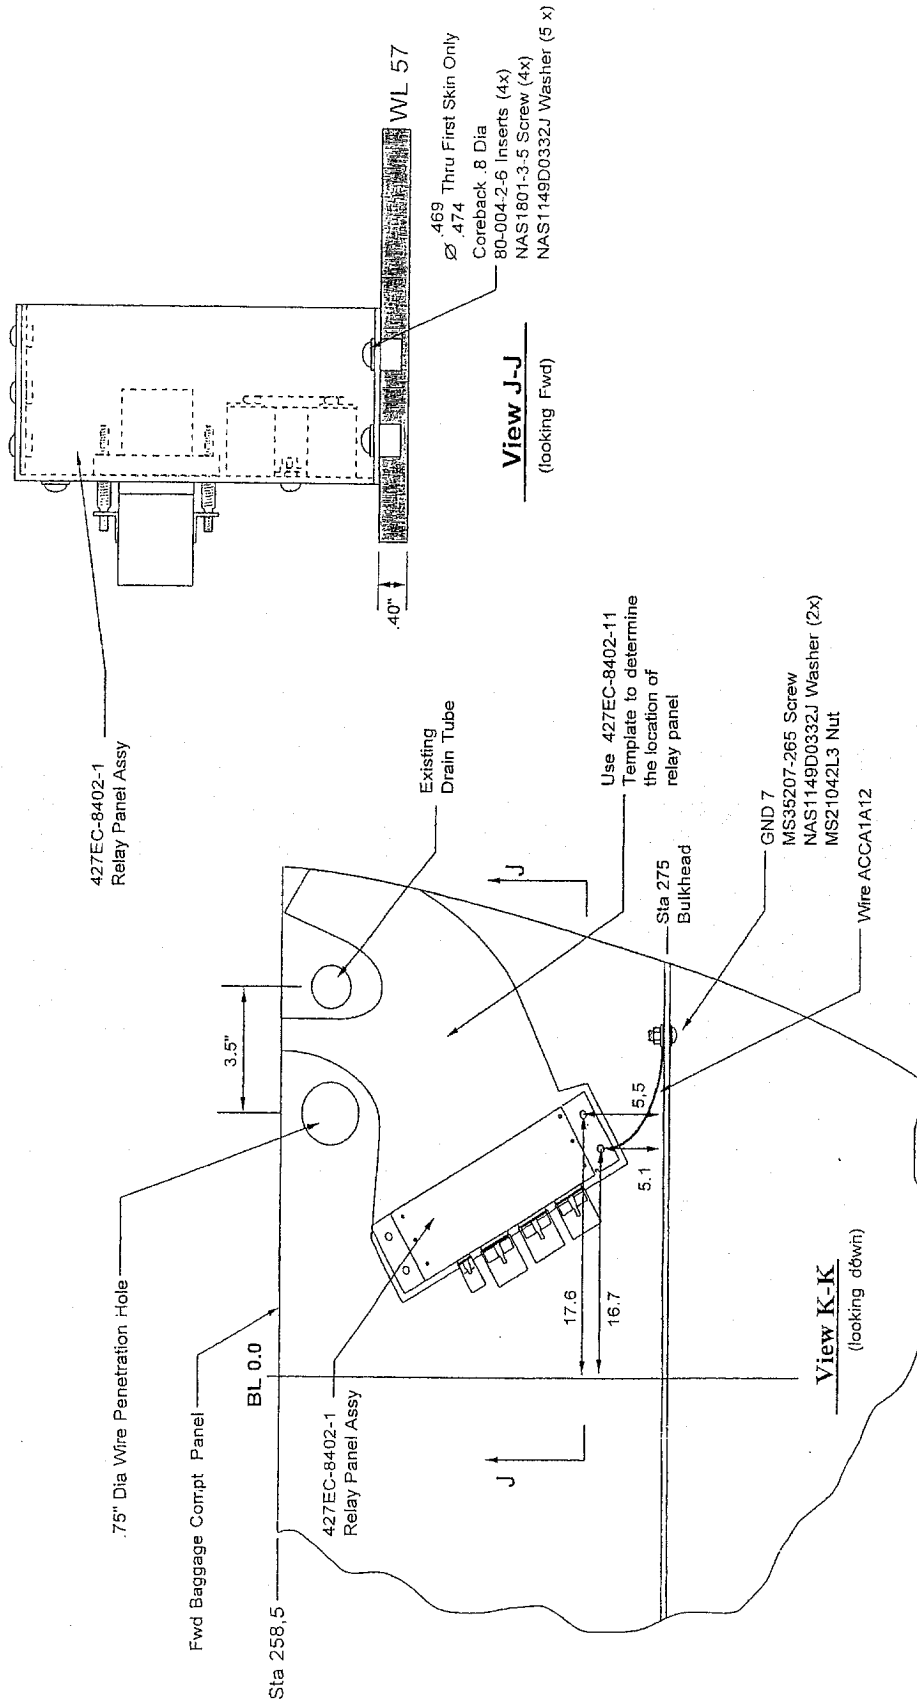 .75" Dia Wire Penetration Hole
Fwd Baggage Compt Panel
Sta 258,5
BL 0.0
427EC-8402-1
Relay Panel Assy
J
3.5"
Existing
Drain Tube
Use 427EC-8402-11
Template to determine
the location of
relay panel
J
Sta 275
Bulkhead
GND 7
MS35207-265 Screw
NAS1149D0332J Washer (2x)
MS21042L3 Nut
Wire ACCA1A12
17.6
16.7
5,5
5.1
View K-K
(looking down)
427EC-8402-1
Relay Panel Assy
.40"
WL 57
Ø .469
.474 Thru First Skin Only
Coreback .8 Dia
80-004-2-6 Inserts (4x)
NAS1801-3-5 Screw (4x)
NAS1149D0332J Washer (5 x)
View J-J
(looking Fwd)